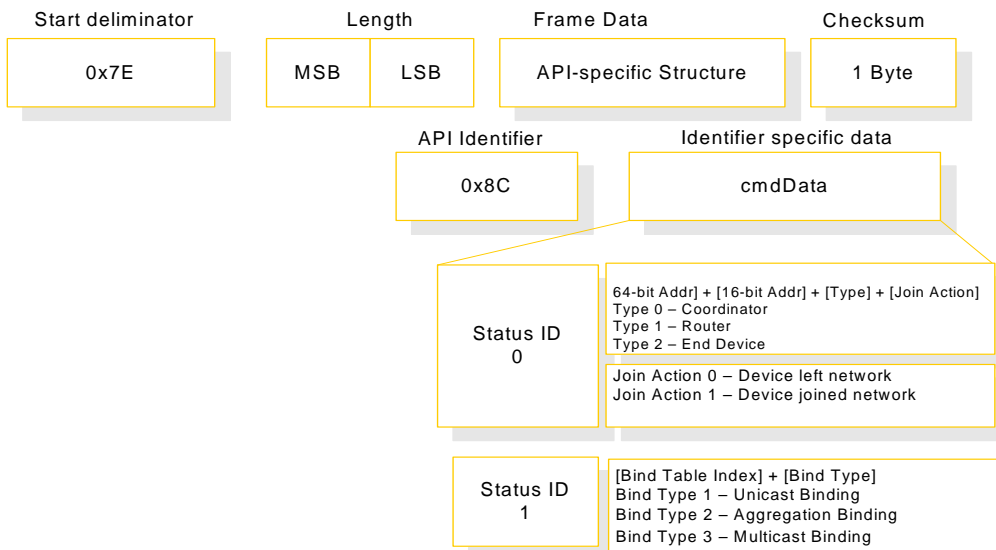 Start deliminator
Length
Frame Data
Checksum
0x7E
MSB
LSB
API-specific Structure
1 Byte
API Identifier
Identifier specific data
0x8C
cmdData
Status ID
0
64-bit Addr] + [16-bit Addr] + [Type] + [Join Action]
Type 0 – Coordinator
Type 1 – Router
Type 2 – End Device
Join Action 0 – Device left network
Join Action 1 – Device joined network
Status ID
1
[Bind Table Index] + [Bind Type]
Bind Type 1 – Unicast Binding
Bind Type 2 – Aggregation Binding
Bind Type 3 – Multicast Binding